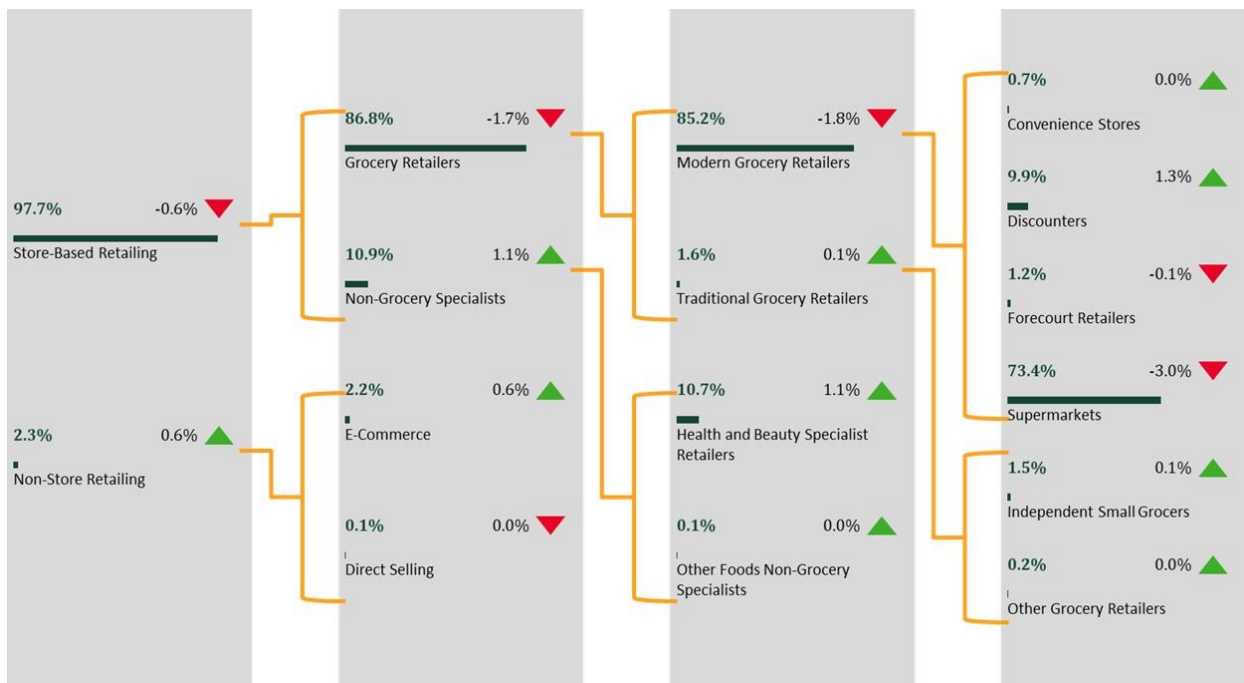 97.7% -0.6%
Store-Based Retailing
2.3% 0.6%
Non-Store Retailing
86.8% -1.7%
Grocery Retailers
10.9% 1.1%
Non-Grocery Specialists
2.2% 0.6%
E-Commerce
0.1% 0.0%
Direct Selling
85.2% -1.8%
Modern Grocery Retailers
1.6% 0.1%
Traditional Grocery Retailers
10.7% 1.1%
Health and Beauty Specialist
Retailers
0.1% 0.0%
Other Foods Non-Grocery
Specialists
0.7% 0.0%
Convenience Stores
9.9% 1.3%
Discounters
1.2% -0.1%
Forecourt Retailers
73.4% -3.0%
Supermarkets
1.5% 0.1%
Independent Small Grocers
0.2% 0.0%
Other Grocery Retailers